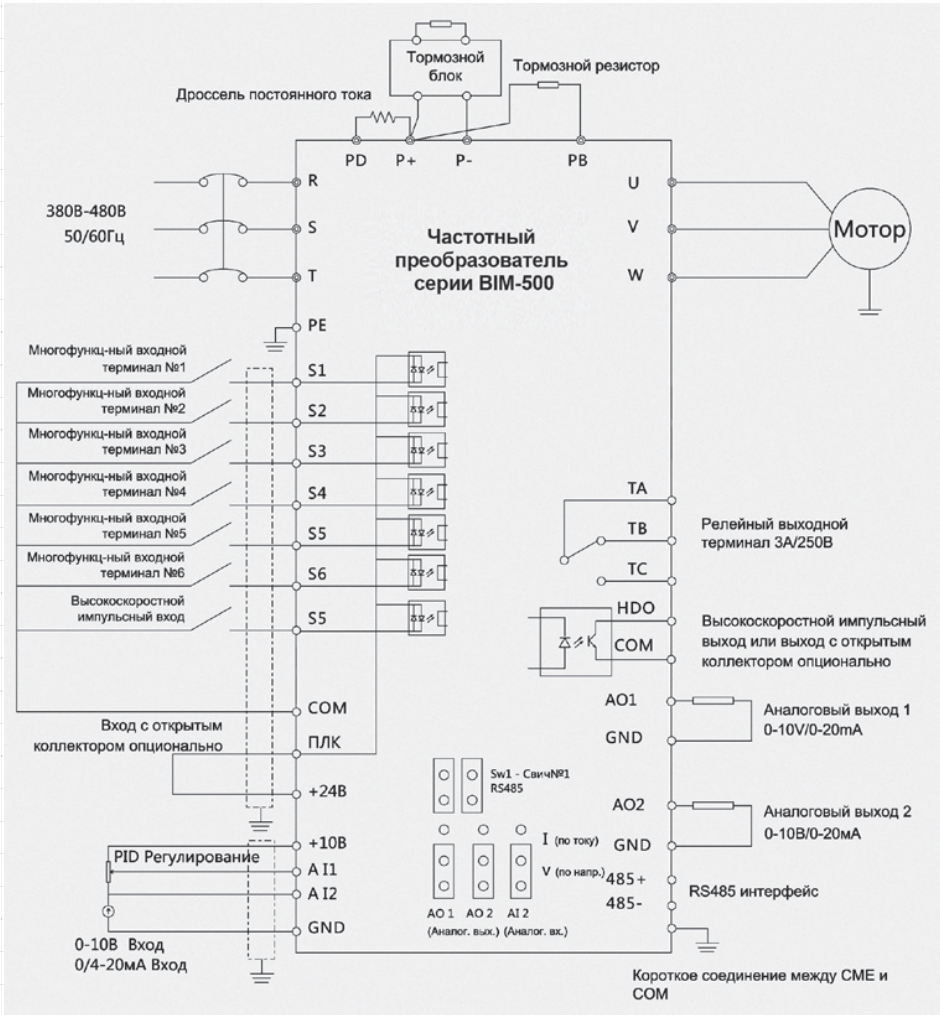 Тормозной
блок
Тормозной резистор
Дроссель постоянного тока
PD
P+
P-
PB
R
S
T
380В-480В
50/60Гц
U
V
W
Мотор
Частотный
преобразователь
серии BIM-500
PE
Многофункц-ный входной
терминал №1
S1
Многофункц-ный входной
терминал №2
S2
Многофункц-ный входной
терминал №3
S3
Многофункц-ный входной
терминал №4
S4
Многофункц-ный входной
терминал №5
S5
Многофункц-ный входной
терминал №6
S6
Высокоскоростной
импульсный вход
S5
TA
TB
TC
Релейный выходной
терминал 3А/250В
HDO
COM
Высокоскоростной импульсный
выход или выход с открытым
коллектором опционально
COM
Вход с открытым
коллектором опционально
ПЛК
+24В
AO1
GND
Аналоговый выход 1
0-10V/0-20mA
Sw1 - Свич№1
RS485
AO2
GND
Аналоговый выход 2
0-10В/0-20мА
I (по току)
V (по напр.)
AO 1 AO 2 AI 2
(Аналог. вых.) (Аналог. вх.)
485+
485-
RS485 интерфейс
+10В
PID Регулирование
A I1
A I2
GND
0-10В Вход
0/4-20мА Вход
Короткое соединение между CME и
COM